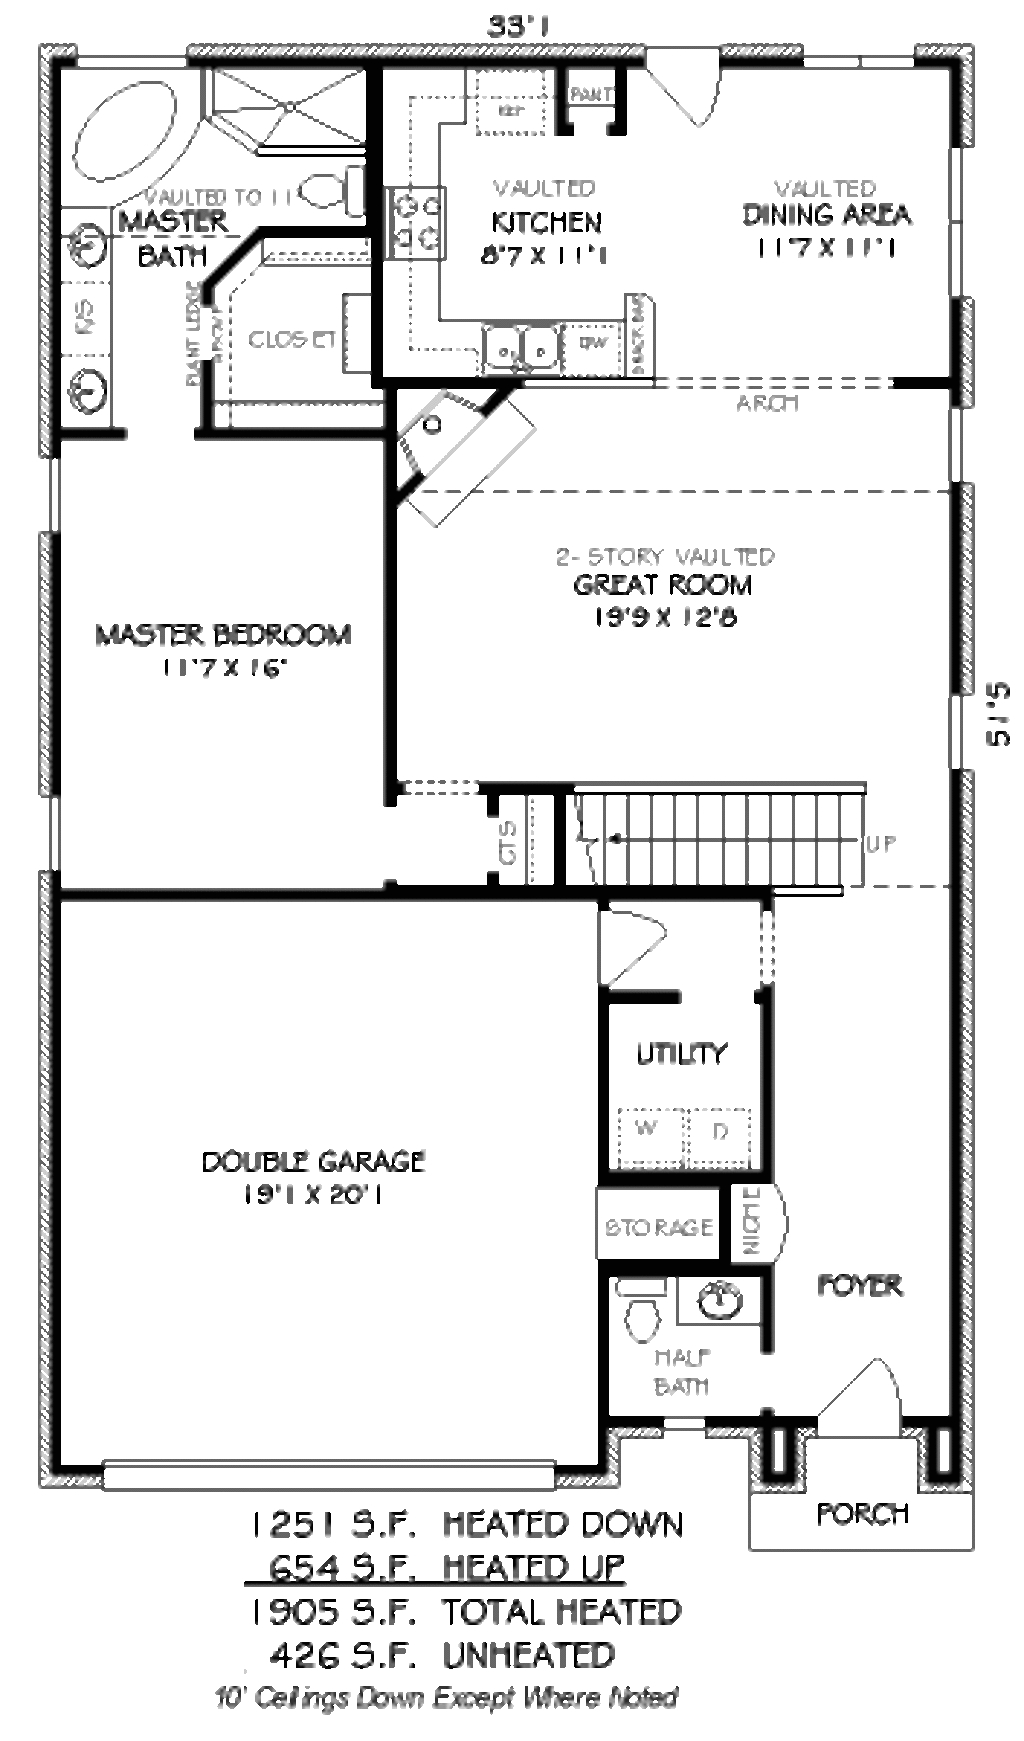 33'1
PANT
REF
VAULTED TO 11
MASTER
BATH
VAULTED
KITCHEN
8'7 X 11'1
VAULTED
DINING AREA
11'7 X 11'1
K/S
PLANT LEDGE
ABOVE
CLOSET
DW
SNACK BAR
ARCH
2- STORY VAULTED
GREAT ROOM
19'9 X 12'8
MASTER BEDROOM
11'7 X 16'
51'5
CTS
UP
UTILITY
W
D
DOUBLE GARAGE
19'1 X 20'1
STORAGE
NICHE
FOYER
HALF
BATH
PORCH
1251 S.F. HEATED DOWN
654 S.F. HEATED UP
1905 S.F. TOTAL HEATED
426 S.F. UNHEATED
10' Ceilings Down Except Where Noted